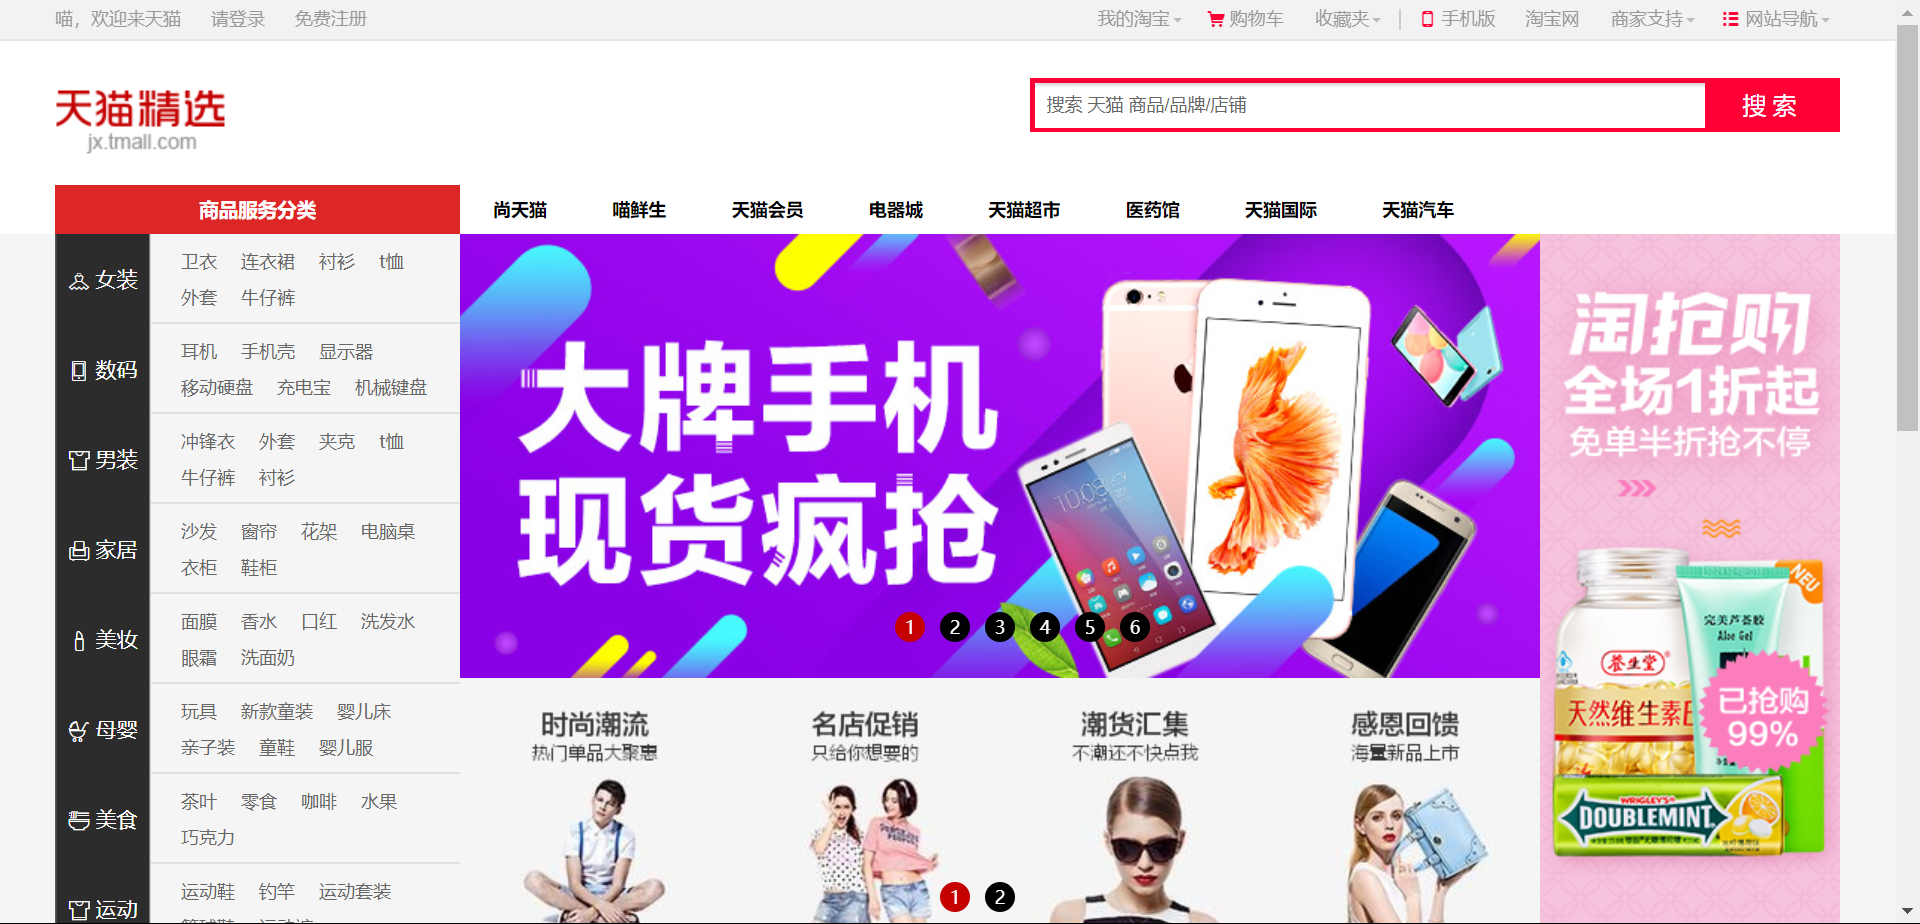 喵，欢迎来天猫 请登录 免费注册 我的淘宝 购物车 收藏夹 手机版 淘宝网 商家支持 网站导航
天猫精选
jx.tmall.com
搜索 天猫 商品/品牌/店铺 搜 索
商品服务分类 尚天猫 喵鲜生 天猫会员 电器城 天猫超市 医药馆 天猫国际 天猫汽车
女装
卫衣 连衣裙 衬衫 t恤
外套 牛仔裤
数码
耳机 手机壳 显示器
移动硬盘 充电宝 机械键盘
男装
冲锋衣 外套 夹克 t恤
牛仔裤 衬衫
家居
沙发 窗帘 花架 电脑桌
衣柜 鞋柜
美妆
面膜 香水 口红 洗发水
眼霜 洗面奶
母婴
玩具 新款童装 婴儿床
亲子装 童鞋 婴儿服
美食
茶叶 零食 咖啡 水果
巧克力
运动
运动鞋 钓竿 运动套装
大牌手机
现货疯抢
10:08
1 2 3 4 5 6
时尚潮流
热门单品大聚惠
名店促销
只给你想要的
潮货汇集
不潮还不快点我
感恩回馈
海量新品上市
1 2
淘抢购
全场1折起
免单半折抢不停
NEU
完美芦荟胶
Aloe Gel
养生堂
天然维生素E
已抢购
99%
WRIGLEY'S
DOUBLEMINT